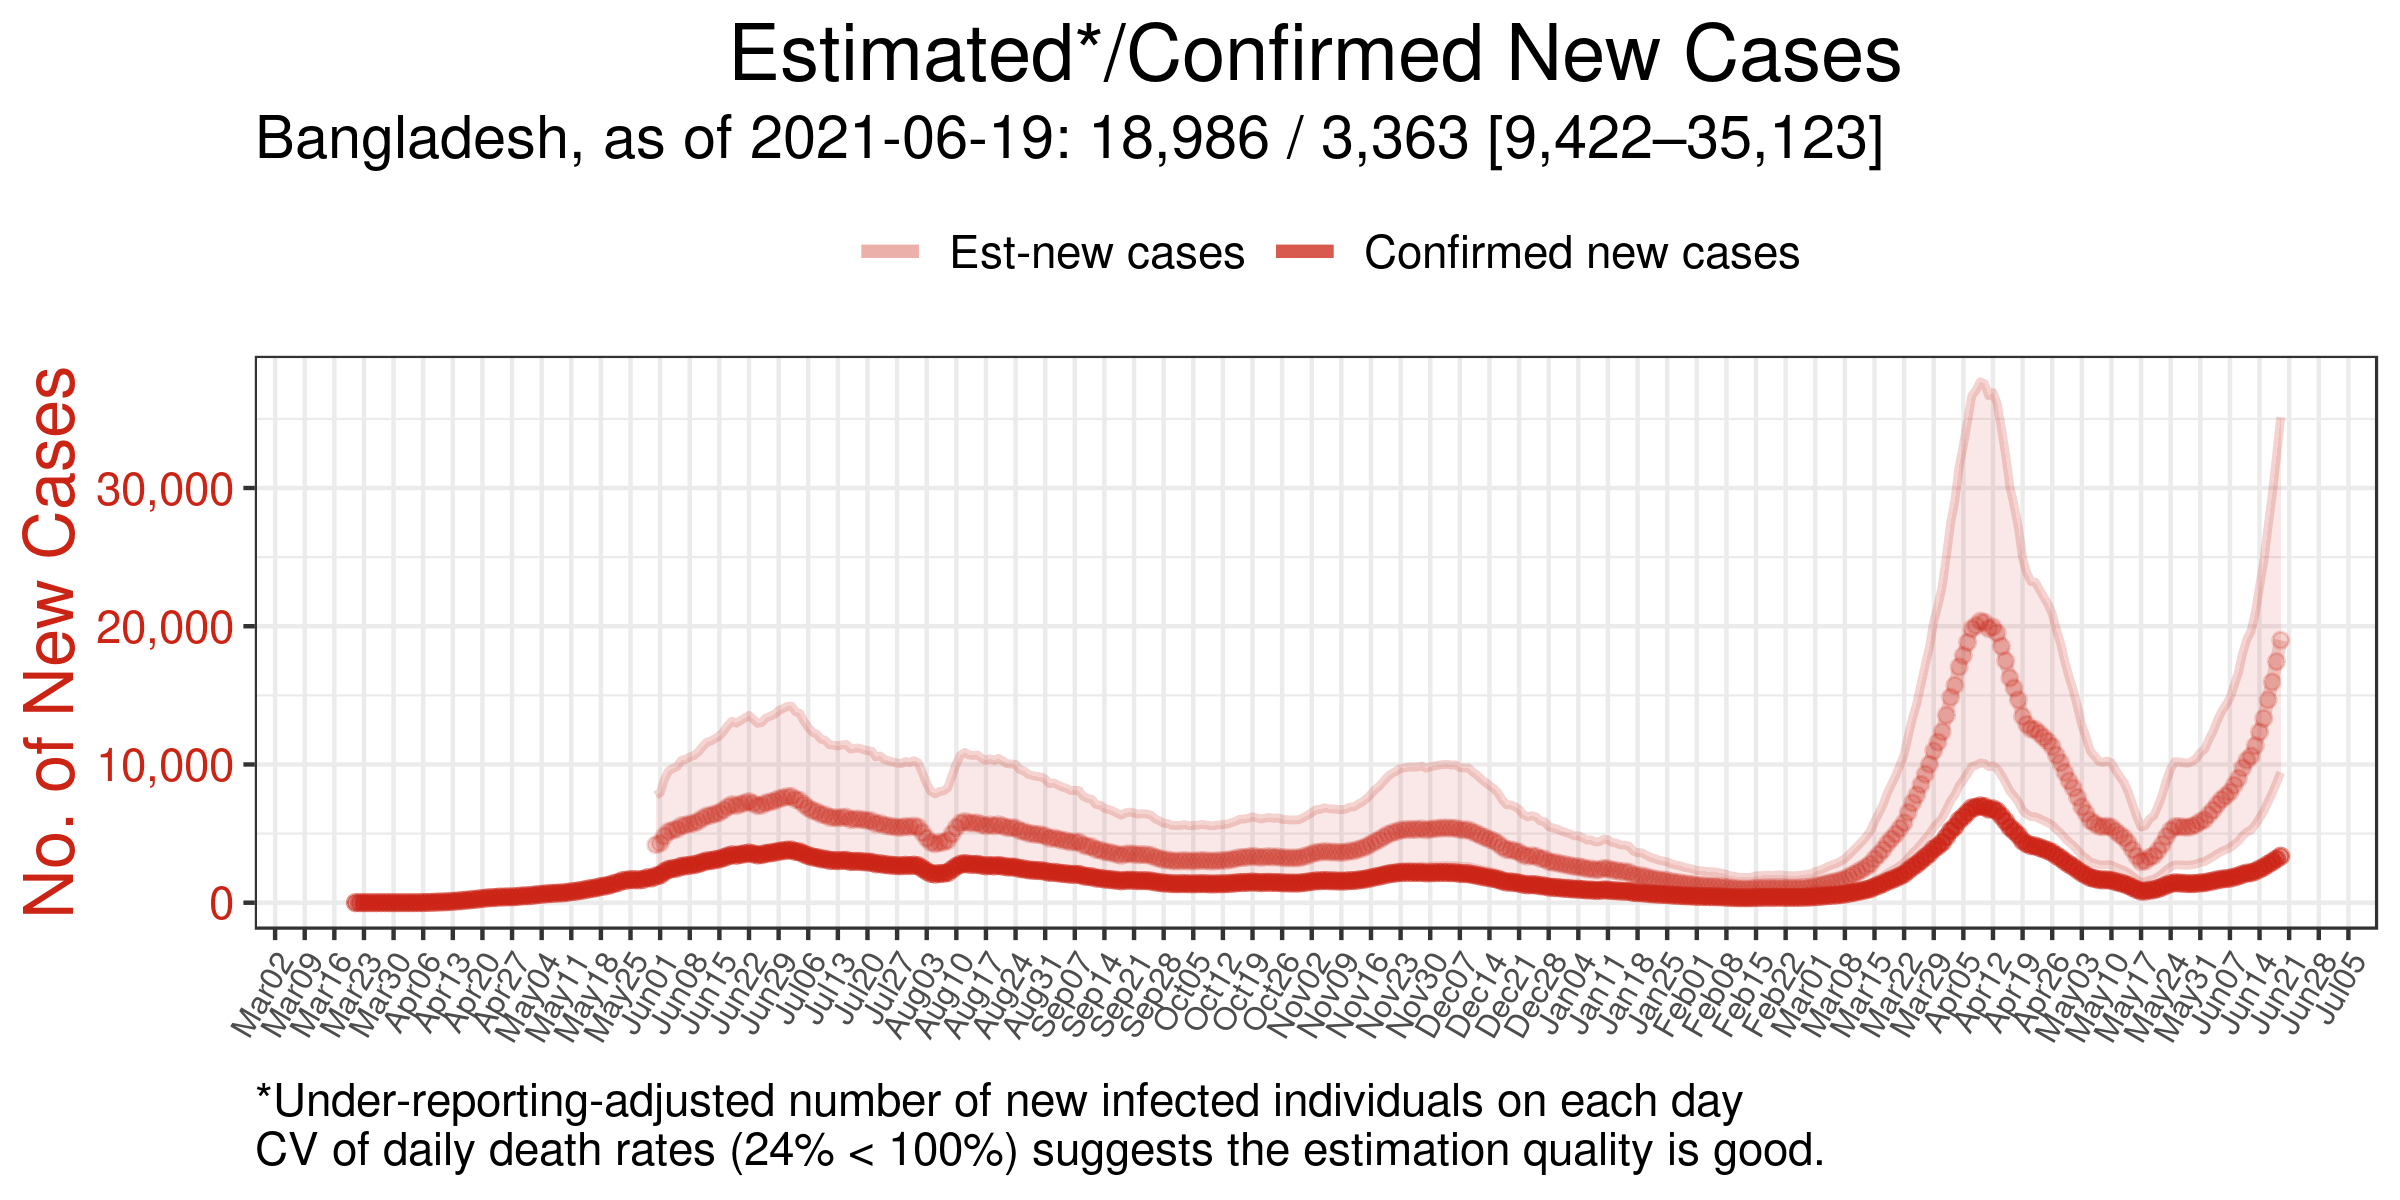 Estimated*/Confirmed New Cases
Bangladesh, as of 2021-06-19: 18,986 / 3,363 [9,422–35,123]
Est-new cases
Confirmed new cases
No. of New Cases
30,000
20,000
10,000
0
Mar02
Mar09
Mar16
Mar23
Mar30
Apr06
Apr13
Apr20
Apr27
May04
May11
May18
May25
Jun01
Jun08
Jun15
Jun22
Jun29
Jul06
Jul13
Jul20
Jul27
Aug03
Aug10
Aug17
Aug24
Aug31
Sep07
Sep14
Sep21
Sep28
Oct05
Oct12
Oct19
Oct26
Nov02
Nov09
Nov16
Nov23
Nov30
Dec07
Dec14
Dec21
Dec28
Jan04
Jan11
Jan18
Jan25
Feb01
Feb08
Feb15
Feb22
Mar01
Mar08
Mar15
Mar22
Mar29
Apr05
Apr12
Apr19
Apr26
May03
May10
May17
May24
May31
Jun07
Jun14
Jun21
Jun28
Jul05
*Under-reporting-adjusted number of new infected individuals on each day
CV of daily death rates (24% < 100%) suggests the estimation quality is good.